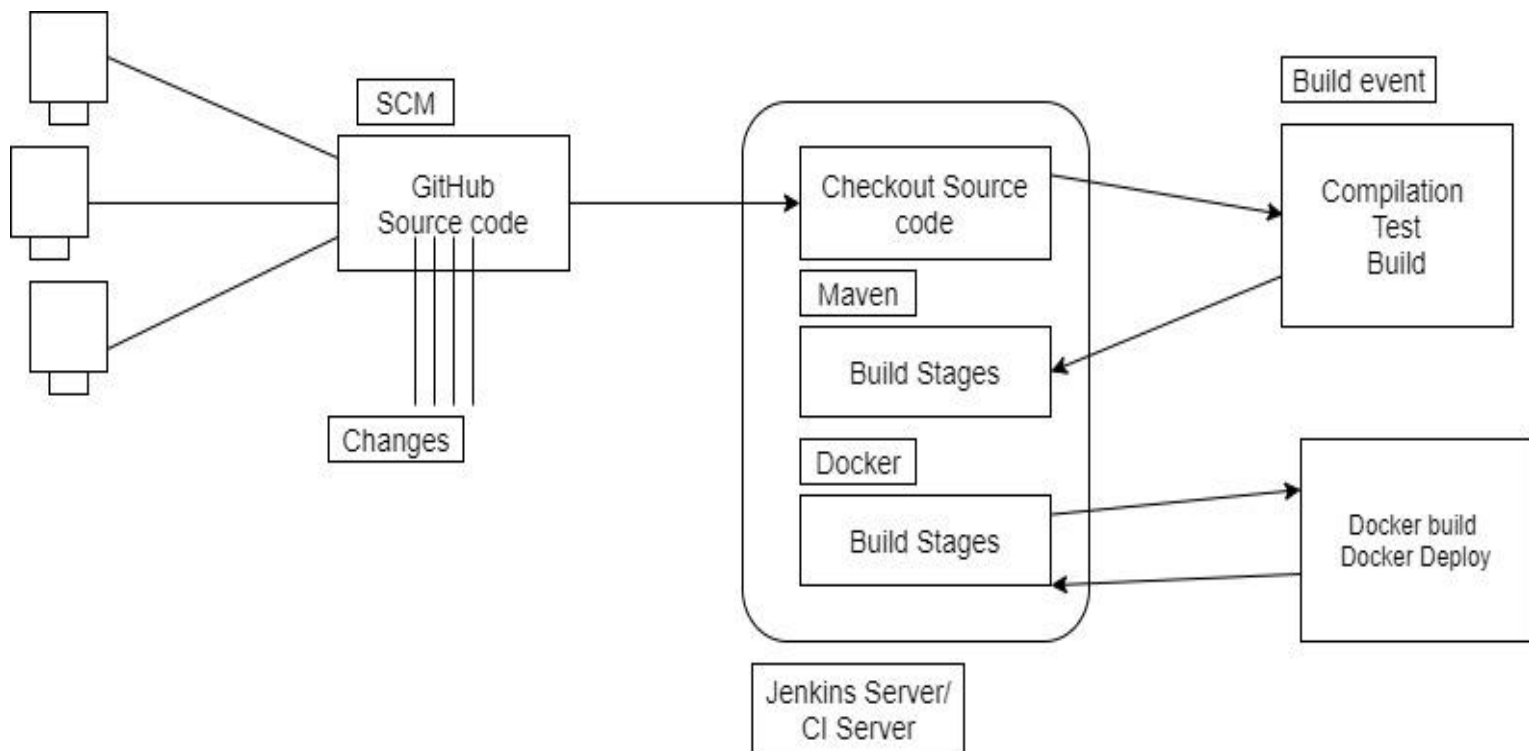 SCM
GitHub
Source code
Changes
Checkout Source
code
Maven
Build Stages
Docker
Build Stages
Jenkins Server/
CI Server
Build event
Compilation
Test
Build
Docker build
Docker Deploy